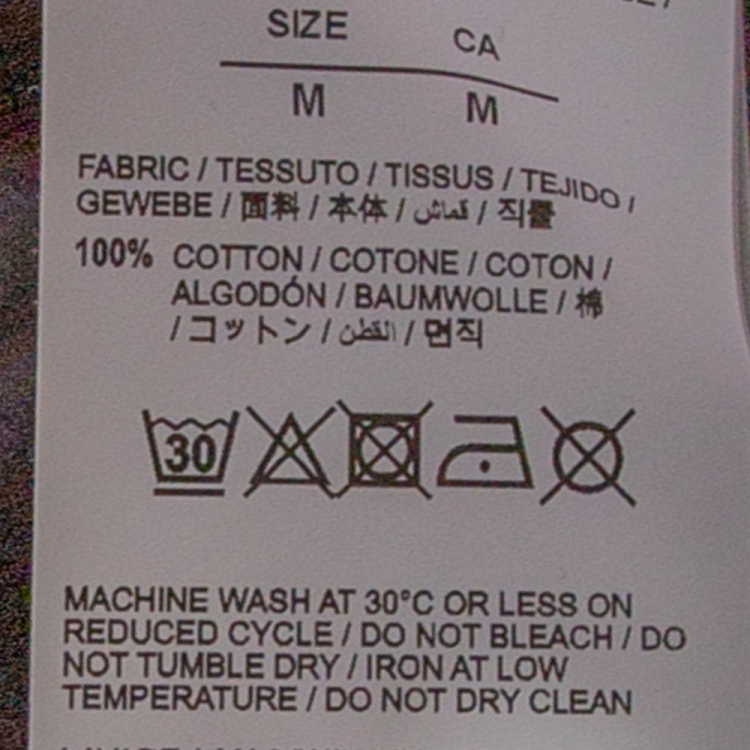 SIZE CA
M M
FABRIC / TESSUTO / TISSUS / TEJIDO /
GEWEBE / 面料 / 本体 / قماش / 직물
100% COTTON / COTONE / COTON /
ALGODÓN / BAUMWOLLE / 棉
/ コットン / القطن / 면직
30
MACHINE WASH AT 30°C OR LESS ON
REDUCED CYCLE / DO NOT BLEACH / DO
NOT TUMBLE DRY / IRON AT LOW
TEMPERATURE / DO NOT DRY CLEAN